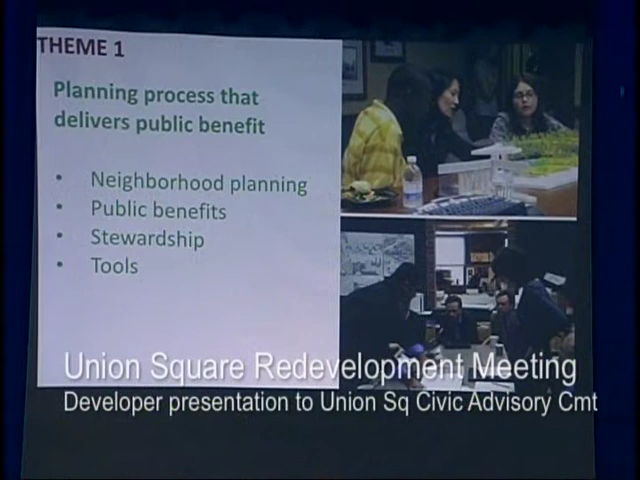 THEME 1
Planning process that
delivers public benefit
• Neighborhood planning
• Public benefits
• Stewardship
• Tools
Union Square Redevelopment Meeting
Developer presentation to Union Sq Civic Advisory Cmt